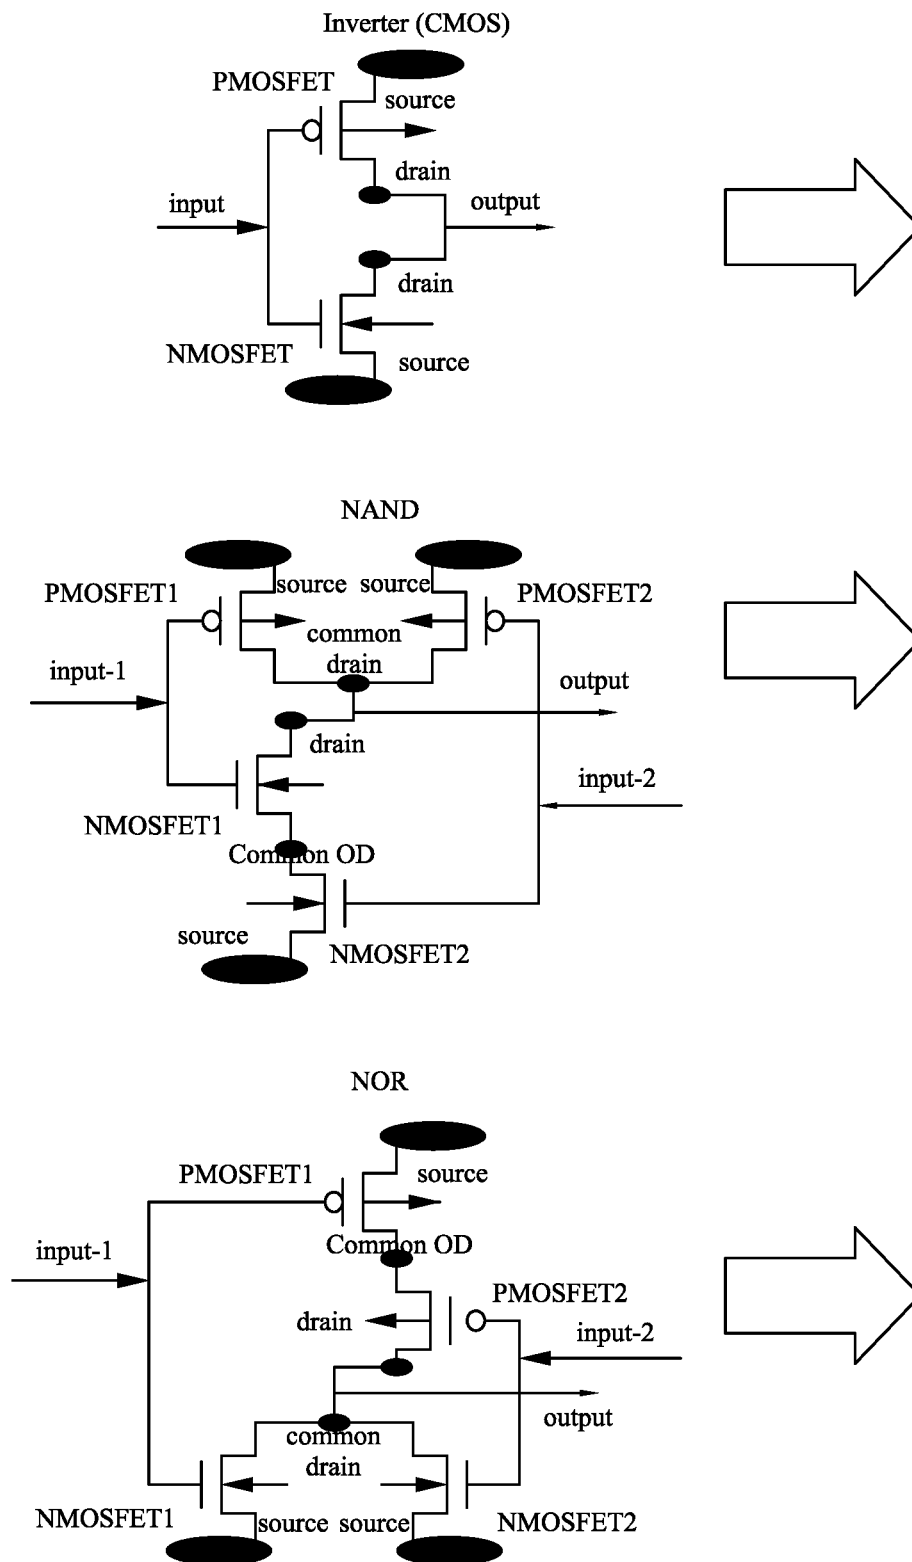 Inverter (CMOS)
PMOSFET
source
drain
input
output
drain
NMOSFET
source
NAND
source source
PMOSFET1
PMOSFET2
common
drain
input-1
output
drain
input-2
NMOSFET1
Common OD
source
NMOSFET2
NOR
PMOSFET1
source
input-1
Common OD
PMOSFET2
drain
input-2
output
common
drain
NMOSFET1
source source
NMOSFET2